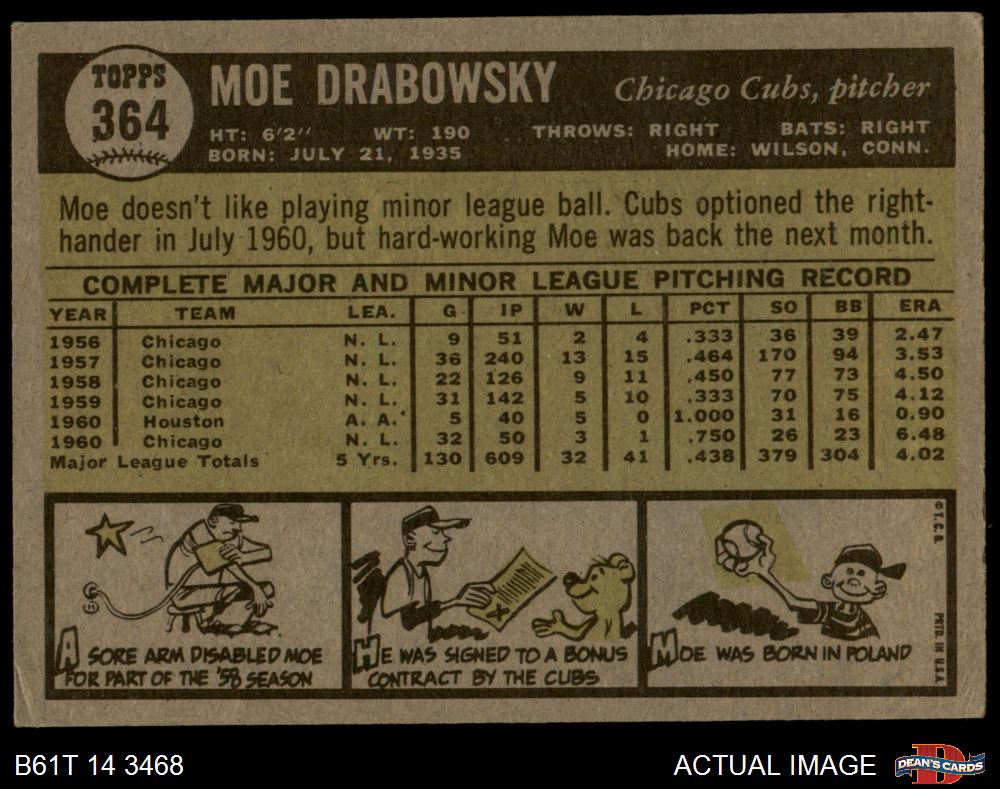 TOPPS
364
MOE DRABOWSKY
Chicago Cubs, pitcher
HT: 6'2" WT: 190 THROWS: RIGHT BATS: RIGHT
BORN: JULY 21, 1935 HOME: WILSON, CONN.
Moe doesn't like playing minor league ball. Cubs optioned the right-
hander in July 1960, but hard-working Moe was back the next month.
COMPLETE MAJOR AND MINOR LEAGUE PITCHING RECORD
YEAR TEAM LEA. G IP W L PCT SO BB ERA
1956 Chicago N. L. 9 51 2 4 .333 36 39 2.47
1957 Chicago N. L. 36 240 13 15 .464 170 94 3.53
1958 Chicago N. L. 22 126 9 11 .450 77 73 4.50
1959 Chicago N. L. 31 142 5 10 .333 70 75 4.12
1960 Houston A. A. 5 40 5 0 1.000 31 16 0.90
1960 Chicago N. L. 32 50 3 1 .750 26 23 6.48
Major League Totals 5 Yrs. 130 609 32 41 .438 379 304 4.02
A SORE ARM DISABLED MOE
FOR PART OF THE '58 SEASON
HE WAS SIGNED TO A BONUS
CONTRACT BY THE CUBS
MOE WAS BORN IN POLAND
© T. C. G.
PRTD. IN U.S.A.
B61T 14 3468
ACTUAL IMAGE
DEAN'S CARDS